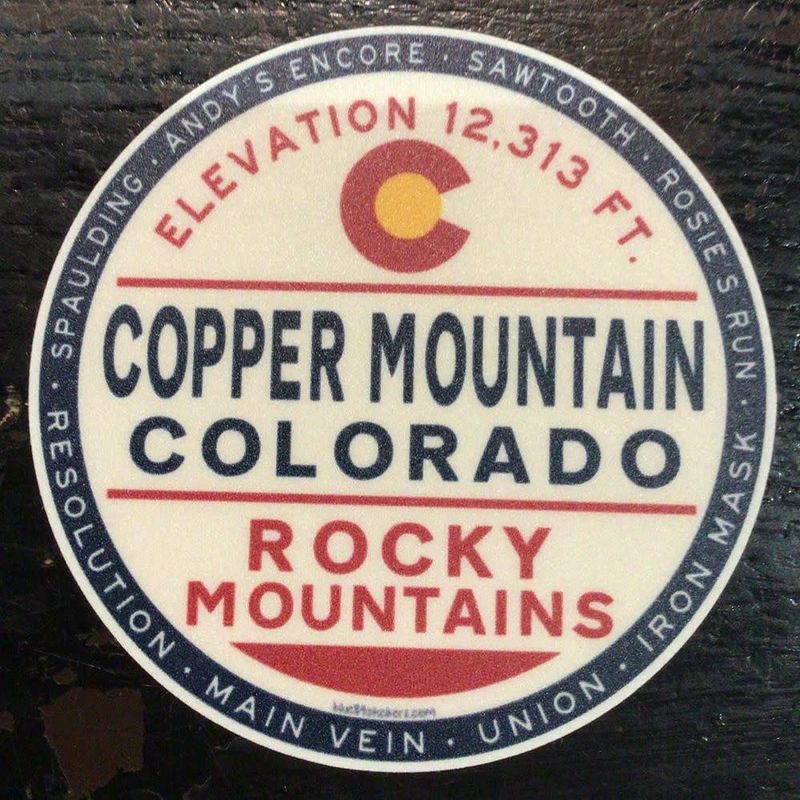 SPAULDING · ANDY'S ENCORE · SAWTOOTH · ROSIE'S RUN · IRON MASK · UNION · MAIN VEIN · RESOLUTION ·
ELEVATION 12,313 FT.
COPPER MOUNTAIN
COLORADO
ROCKY
MOUNTAINS